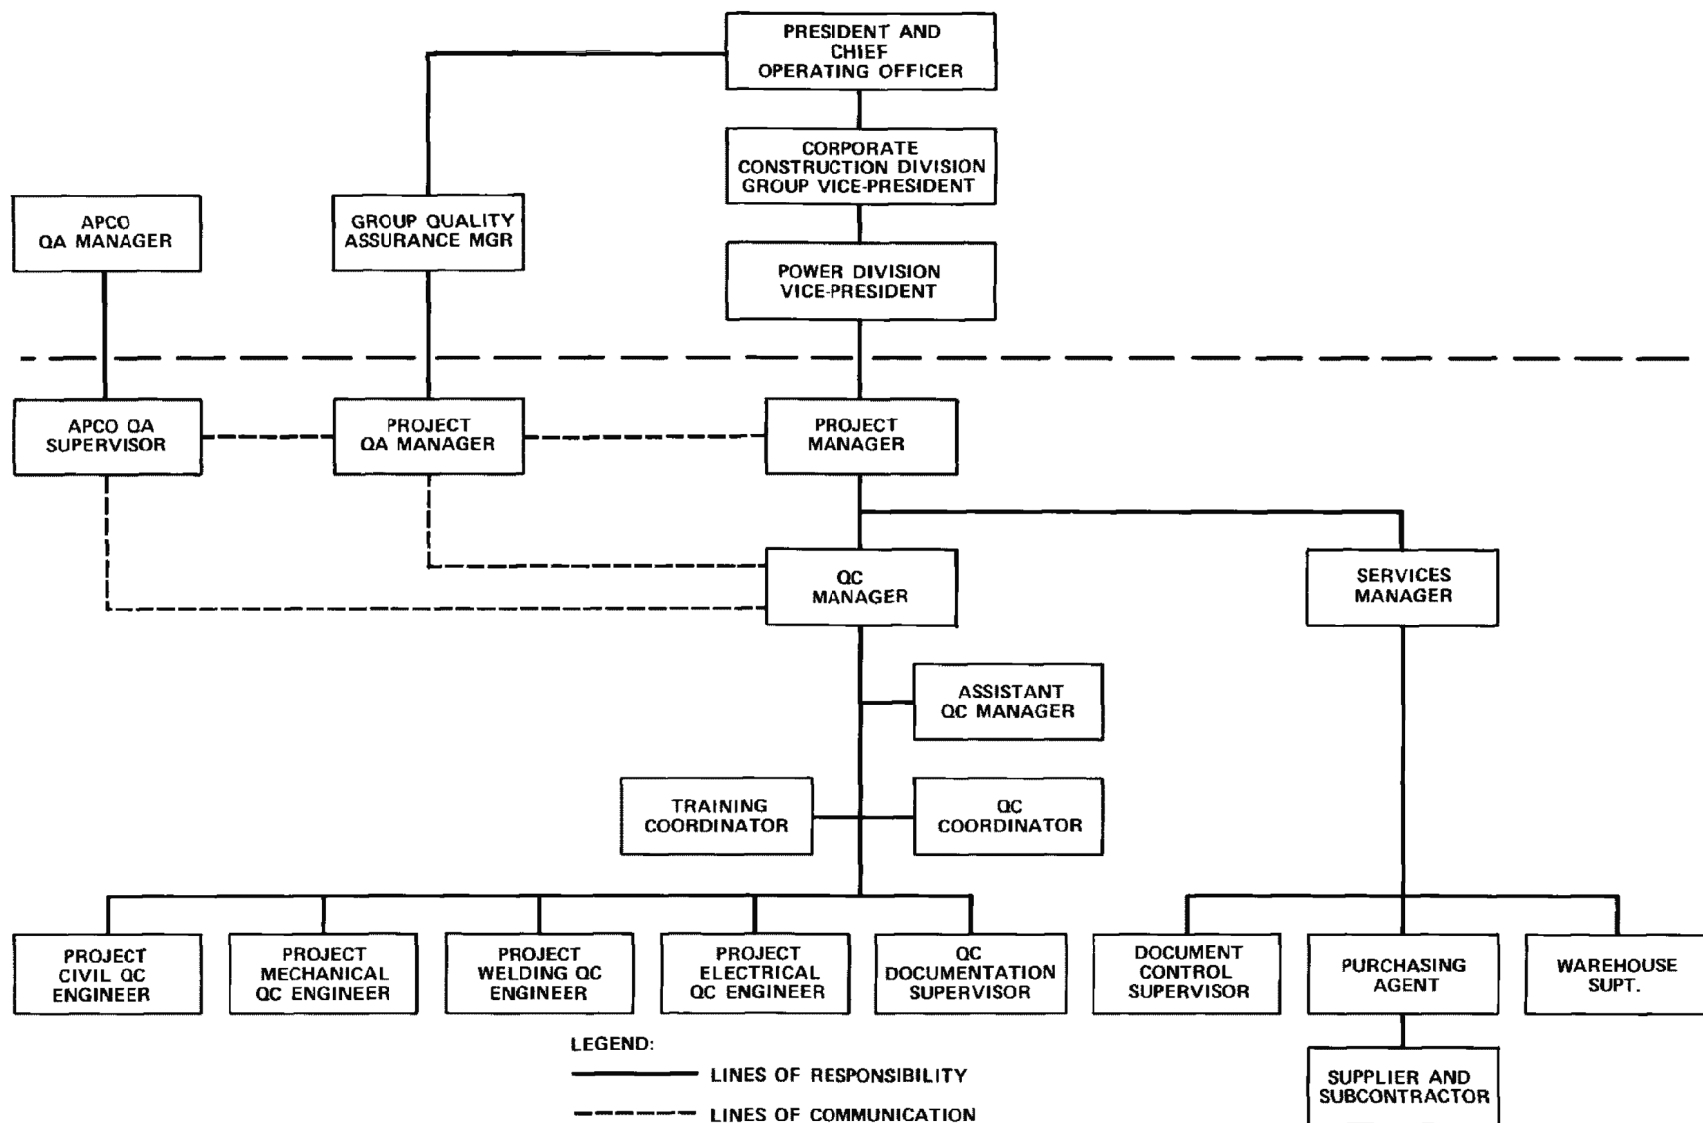 PRESIDENT AND
CHIEF
OPERATING OFFICER
CORPORATE
CONSTRUCTION DIVISION
GROUP VICE-PRESIDENT
APCO
QA MANAGER
GROUP QUALITY
ASSURANCE MGR
POWER DIVISION
VICE-PRESIDENT
APCO QA
SUPERVISOR
PROJECT
QA MANAGER
PROJECT
MANAGER
QC
MANAGER
SERVICES
MANAGER
ASSISTANT
QC MANAGER
TRAINING
COORDINATOR
QC
COORDINATOR
PROJECT
CIVIL QC
ENGINEER
PROJECT
MECHANICAL
QC ENGINEER
PROJECT
WELDING QC
ENGINEER
PROJECT
ELECTRICAL
QC ENGINEER
QC
DOCUMENTATION
SUPERVISOR
DOCUMENT
CONTROL
SUPERVISOR
PURCHASING
AGENT
WAREHOUSE
SUPT.
SUPPLIER AND
SUBCONTRACTOR
LEGEND:
LINES OF RESPONSIBILITY
LINES OF COMMUNICATION